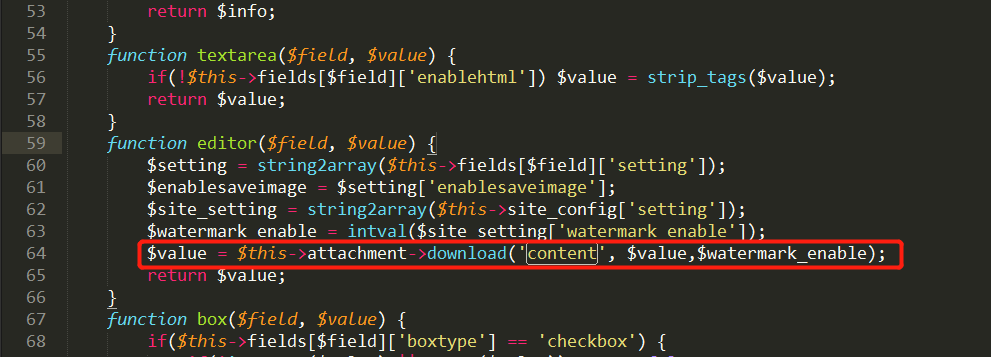 53 return $info;
54 }
55 function textarea($field, $value) {
56 if(!$this->fields[$field]['enablehtml']) $value = strip_tags($value);
57 return $value;
58 }
59 function editor($field, $value) {
60 $setting = string2array($this->fields[$field]['setting']);
61 $enablesaveimage = $setting['enablesaveimage'];
62 $site_setting = string2array($this->site_config['setting']);
63 $watermark_enable = intval($site_setting['watermark_enable']);
64 $value = $this->attachment->download('content', $value,$watermark_enable);
65 return $value;
66 }
67 function box($field, $value) {
68 if($this->fields[$field]['boxtype'] == 'checkbox') {